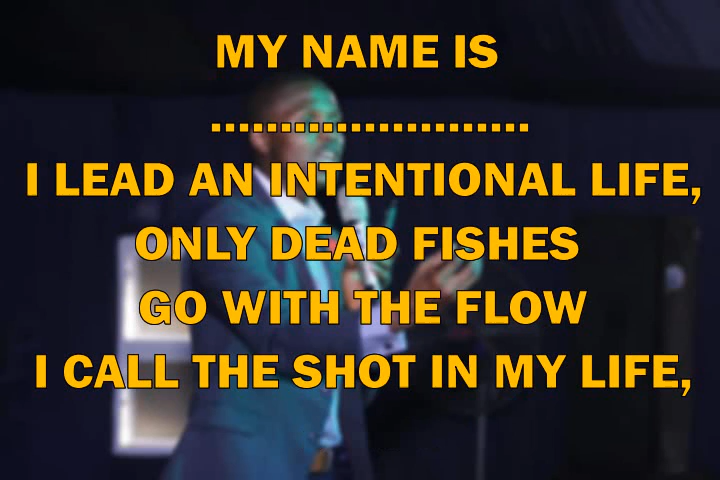 MY NAME IS
.......................
I LEAD AN INTENTIONAL LIFE,
ONLY DEAD FISHES
GO WITH THE FLOW
I CALL THE SHOT IN MY LIFE,